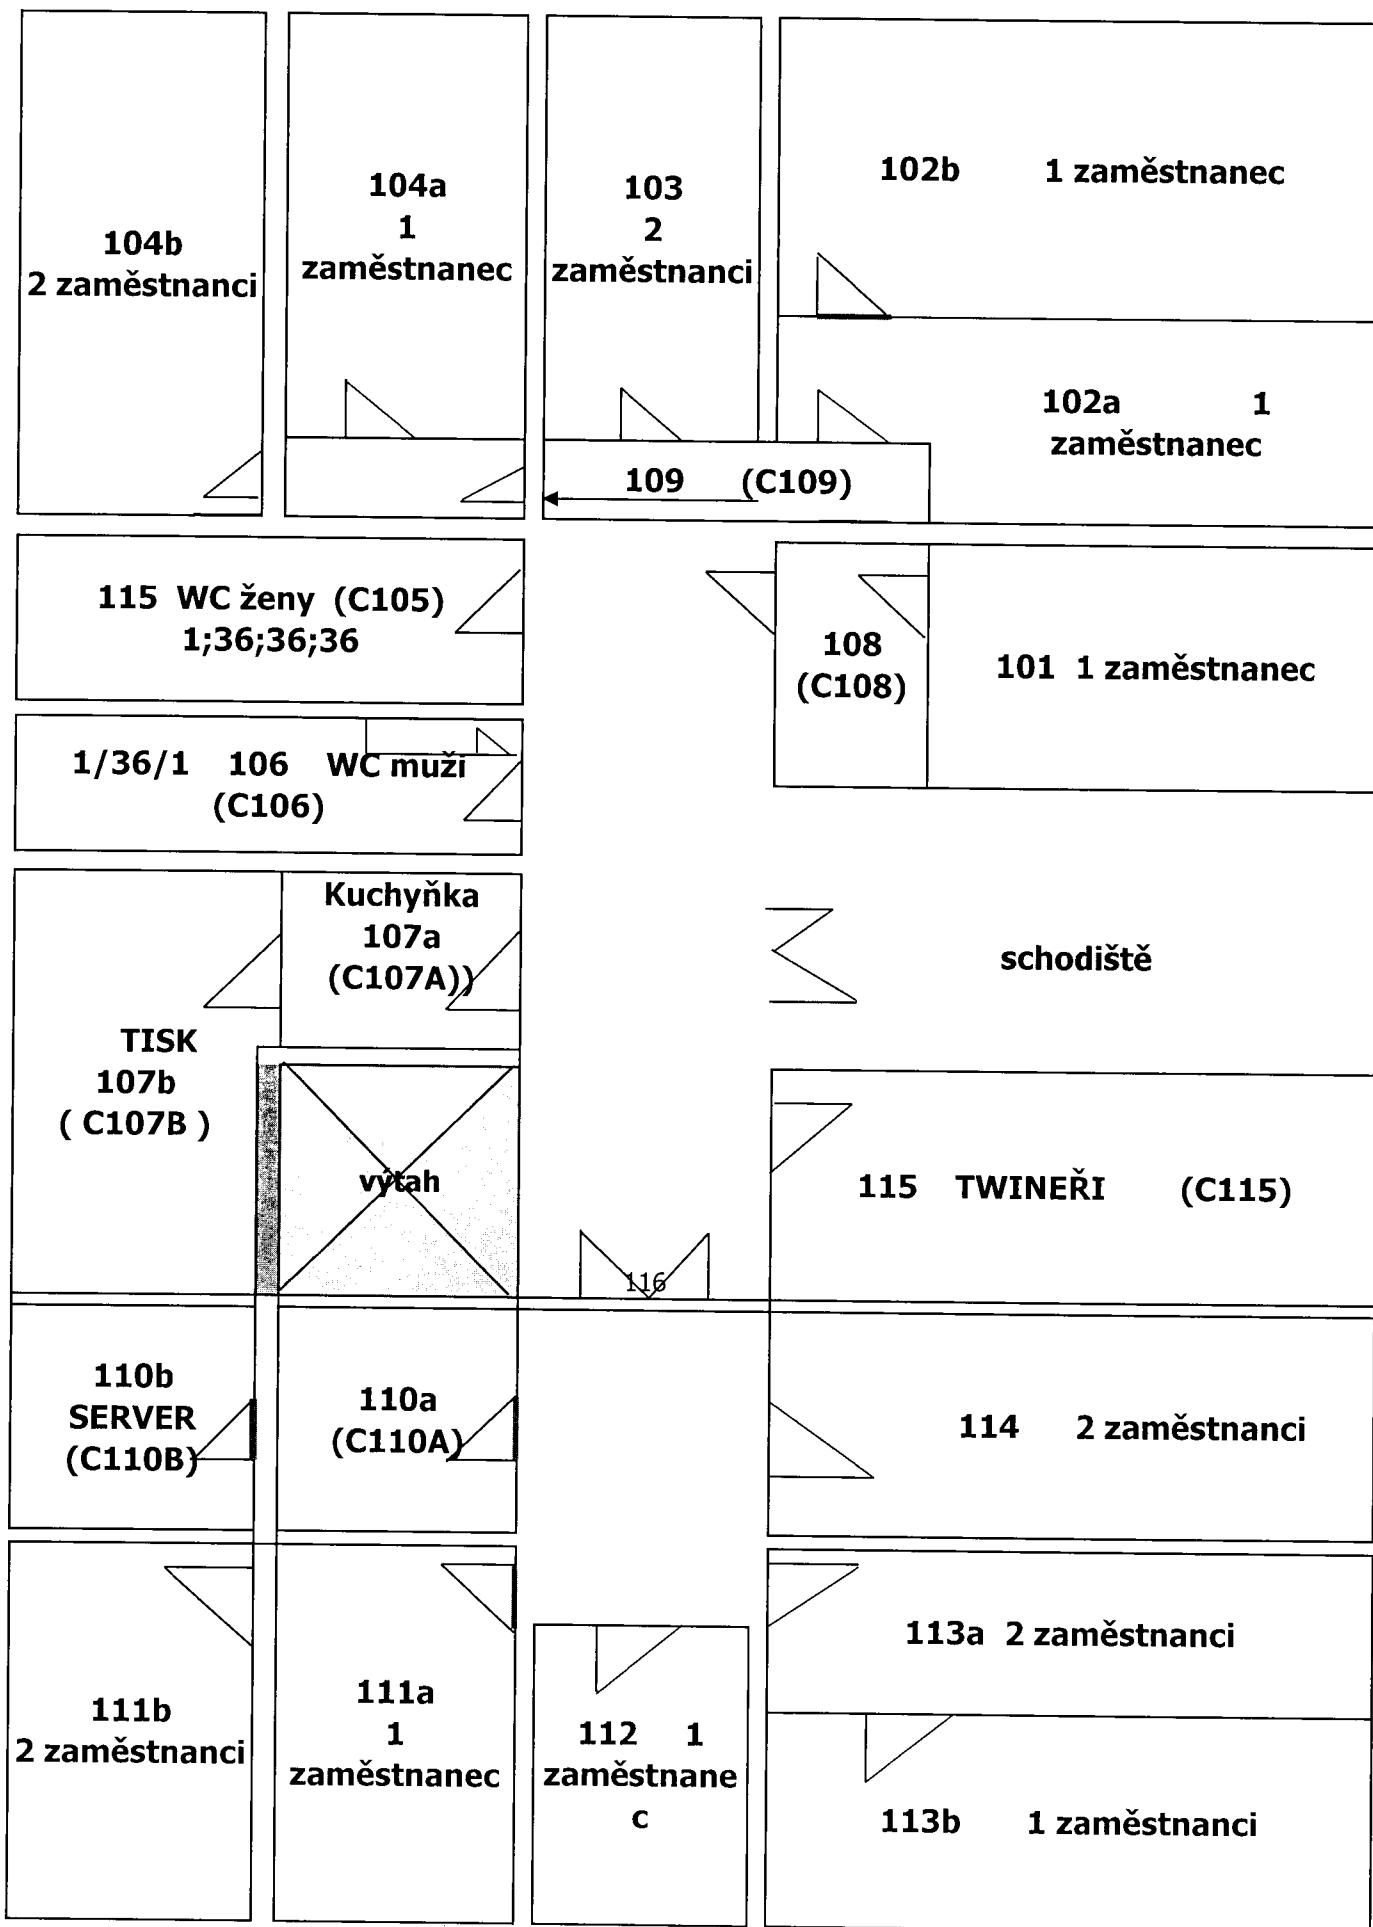 104b
2 zaměstnanci
104a
1
zaměstnanec
103
2
zaměstnanci
102b 1 zaměstnanec
102a 1
zaměstnanec
109 (C109)
115 WC ženy (C105)
1;36;36;36
108
(C108)
101 1 zaměstnanec
1/36/1 106 WC muži
(C106)
Kuchyňka
107a
(C107A))
schodiště
TISK
107b
( C107B )
výtah
115 TWINEŘI (C115)
116
110b
SERVER
(C110B)
110a
(C110A)
114 2 zaměstnanci
113a 2 zaměstnanci
111b
2 zaměstnanci
111a
1
zaměstnanec
112 1
zaměstnane
c
113b 1 zaměstnanci